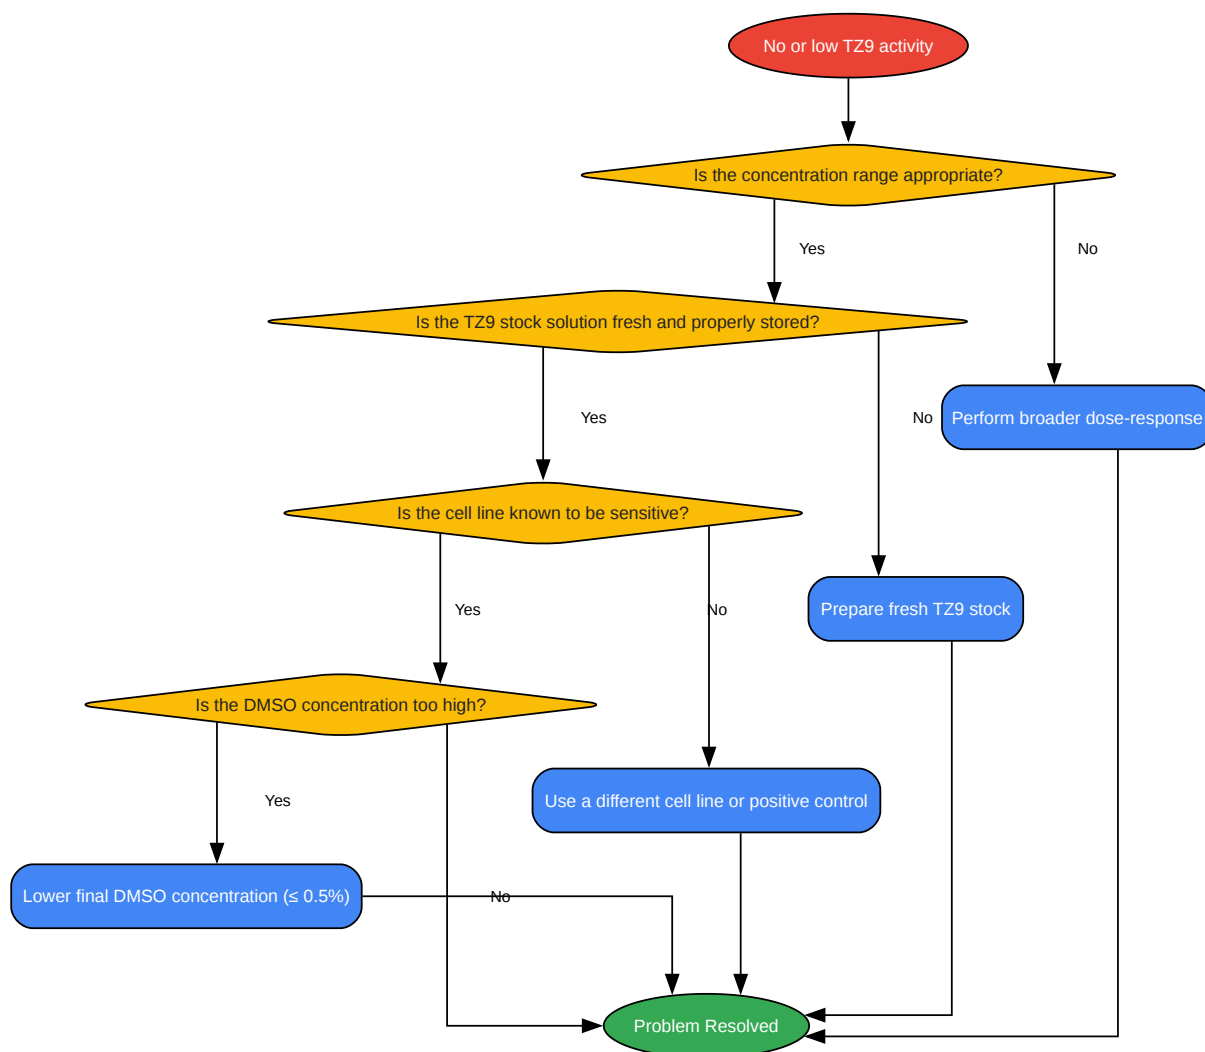 No or low TZ9 activity
Is the concentration range appropriate?
Yes
No
Is the TZ9 stock solution fresh and properly stored?
Yes
No
Perform broader dose-response
Is the cell line known to be sensitive?
Yes
No
Prepare fresh TZ9 stock
Is the DMSO concentration too high?
Yes
Use a different cell line or positive control
Lower final DMSO concentration (≤ 0.5%)
No
Problem Resolved